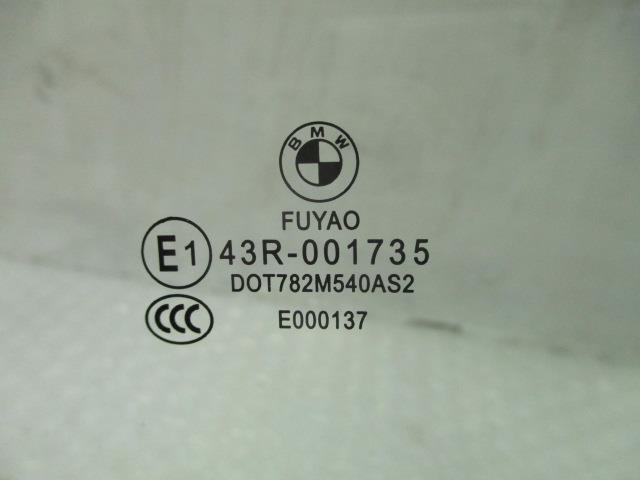 BMW
FUYAO
E1 43R-001735
DOT782M540AS2
CCC E000137